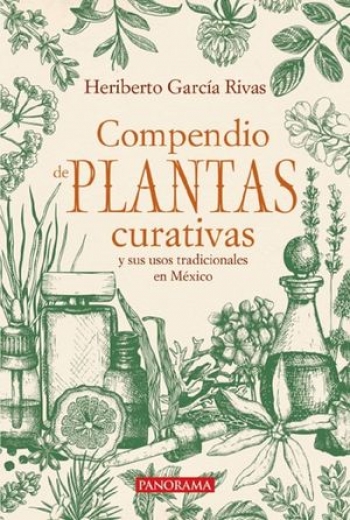 Heriberto García Rivas
Compendio
de PLANTAS
curativas
y sus usos tradicionales
en México
PANORAMA